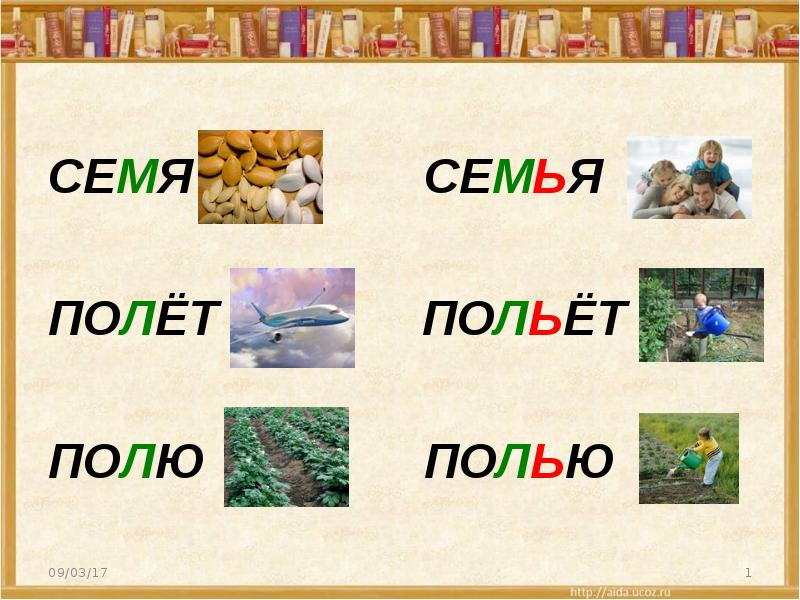 СЕМЯ СЕМЬЯ
ПОЛЁТ ПОЛЬЁТ
ПОЛЮ ПОЛЬЮ
09/03/17 1
http://aida.ucoz.ru